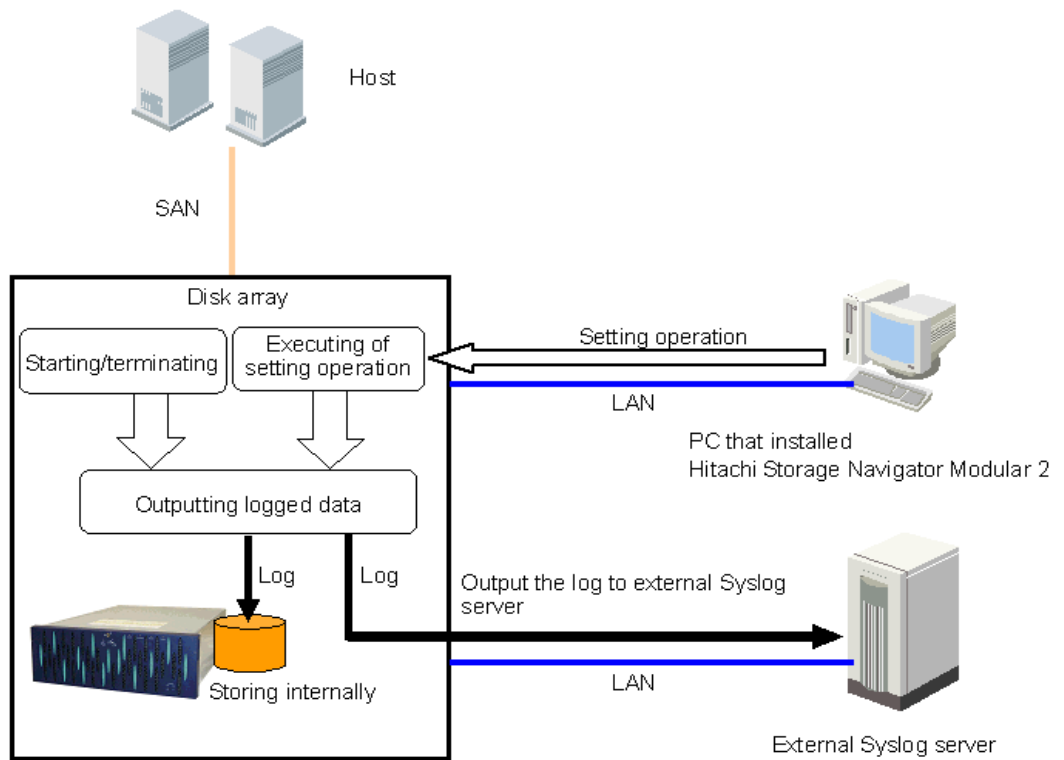 Host
SAN
Disk array
Starting/terminating
Executing of
setting operation
Setting operation
LAN
PC that installed
Hitachi Storage Navigator Modular 2
Outputting logged data
Log
Log
Output the log to external Syslog
server
Storing internally
LAN
External Syslog server